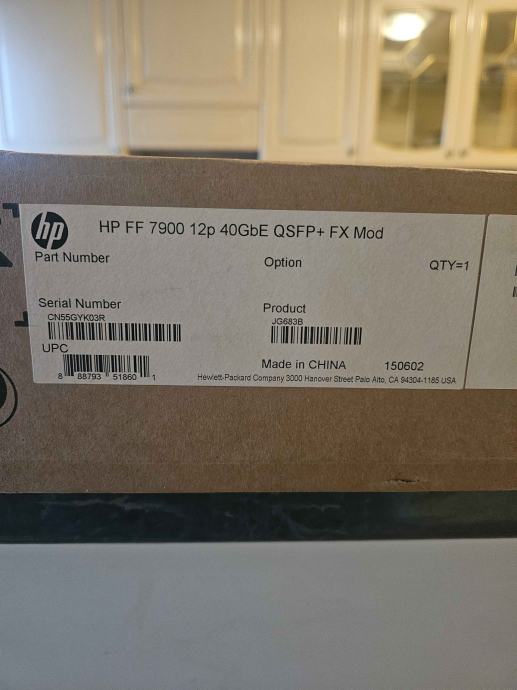 hp
HP FF 7900 12p 40GbE QSFP+ FX Mod
Part Number
Option
QTY=1
Serial Number
CN55GYK03R
Product
JG683B
UPC
8 88793 51860 1
Made in CHINA 150602
Hewlett-Packard Company 3000 Hanover Street Palo Alto, CA 94304-1185 USA